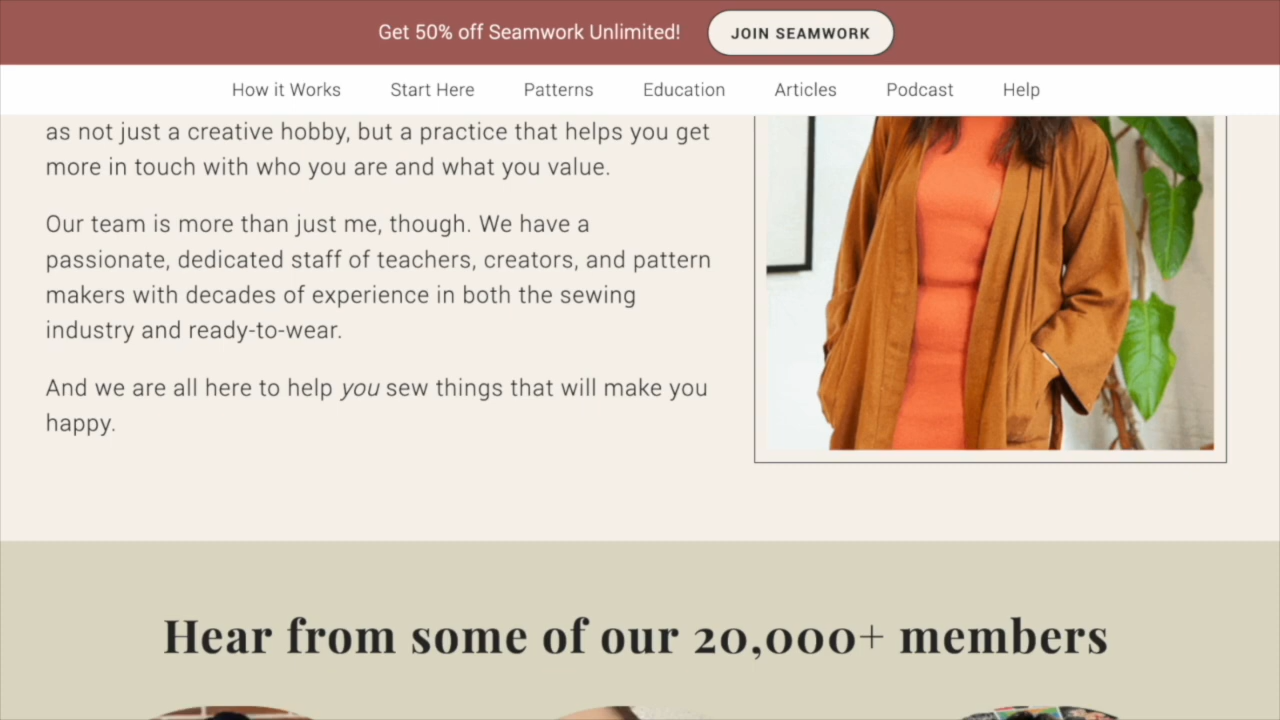 Get 50% off Seamwork Unlimited!
JOIN SEAMWORK
How it Works
Start Here
Patterns
Education
Articles
Podcast
Help
as not just a creative hobby, but a practice that helps you get
more in touch with who you are and what you value.
Our team is more than just me, though. We have a
passionate, dedicated staff of teachers, creators, and pattern
makers with decades of experience in both the sewing
industry and ready-to-wear.
And we are all here to help you sew things that will make you
happy.
Hear from some of our 20,000+ members